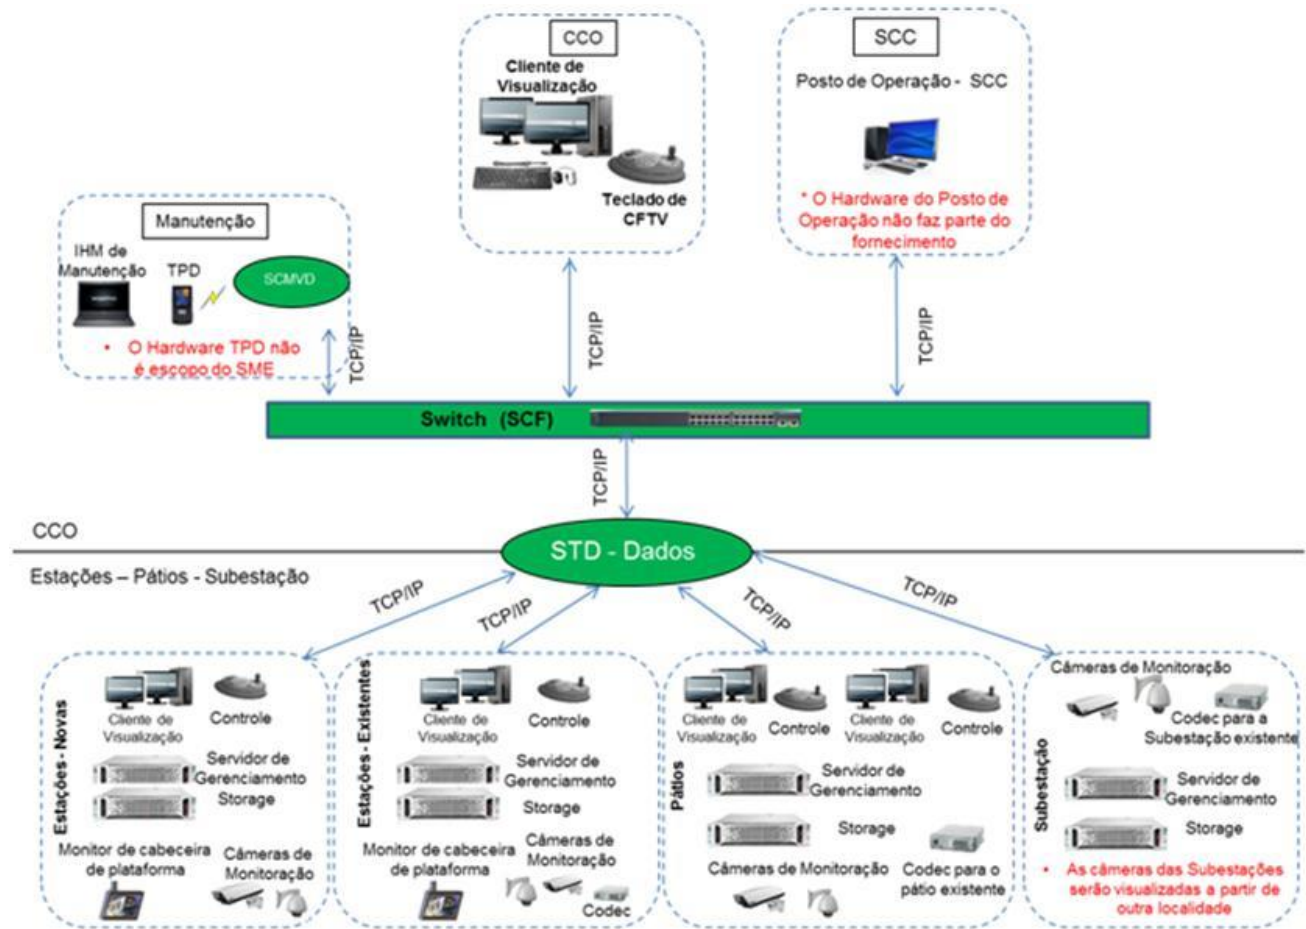 CCO
Cliente de
Visualização
Teclado de
CFTV
SCC
Posto de Operação - SCC
* O Hardware do Posto de
Operação não faz parte do
fornecimento
Manutenção
IHM de
Manutenção
TPD
SCMVD
• O Hardware TPD não
é escopo do SME
TCP/IP
TCP/IP
TCP/IP
Switch (SCF)
TCP/IP
CCO
STD - Dados
Estações – Pátios - Subestação
TCP/IP
TCP/IP
TCP/IP
TCP/IP
Estações - Novas
Cliente de
Visualização
Controle
Servidor de
Gerenciamento
Storage
Monitor de cabeceira
de plataforma
Câmeras de
Monitoração
Estações - Existentes
Cliente de
Visualização
Controle
Servidor de
Gerenciamento
Storage
Monitor de cabeceira
de plataforma
Câmeras de
Monitoração
Codec
Pátios
Cliente de
Visualização
Controle
Cliente de
Visualização
Controle
Servidor de
Gerenciamento
Storage
Câmeras de Monitoração
Codec para o
pátio existente
Subestação
Câmeras de Monitoração
Codec para a
Subestação existente
Servidor de
Gerenciamento
Storage
• As câmeras das Subestações
serão visualizadas a partir de
outra localidade